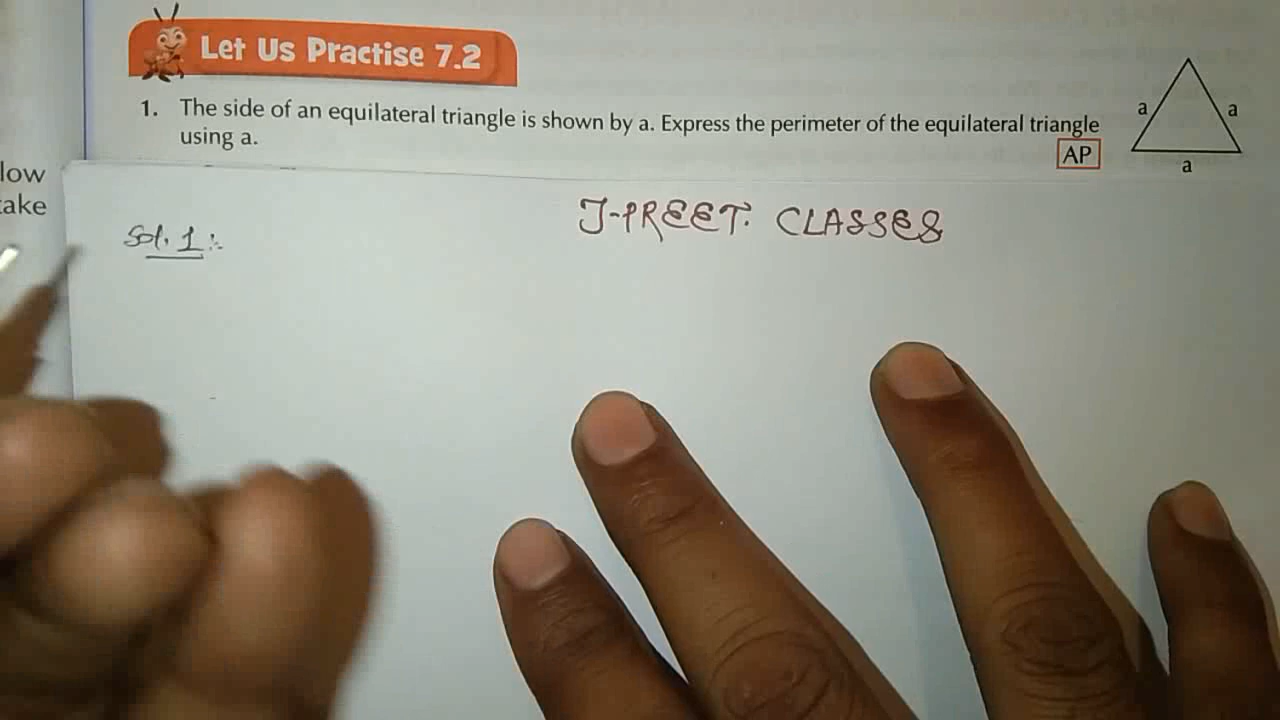 Let Us Practise 7.2
1. The side of an equilateral triangle is shown by a. Express the perimeter of the equilateral triangle
using a.
AP
a
a
a
low
take
J-PREET. CLASSES
Sol. 1:-